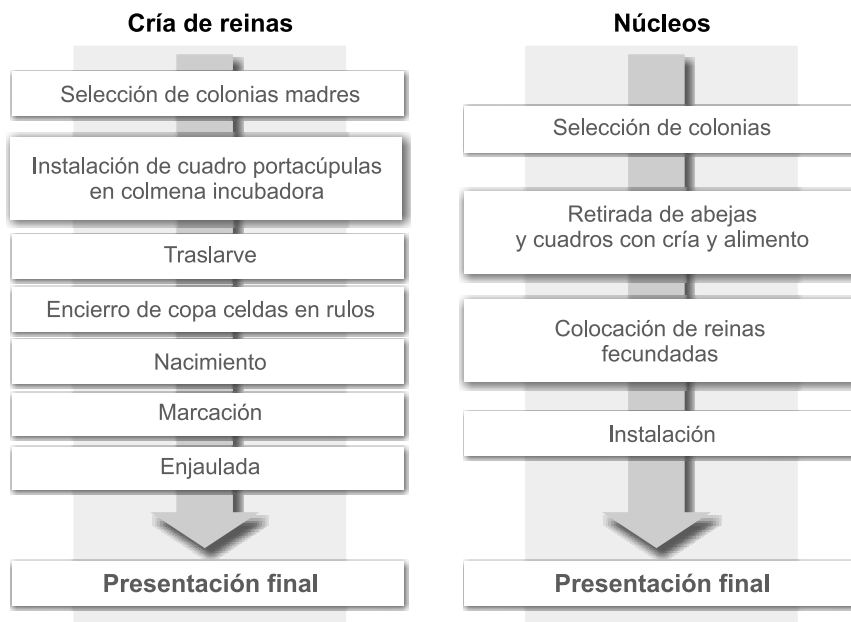 Cría de reinas
Selección de colonias madres
Instalación de cuadro portacúpulas
en colmena incubadora
Traslarve
Encierro de copa celdas en rulos
Nacimiento
Marcación
Enjaulada
Presentación final
Núcleos
Selección de colonias
Retirada de abejas
y cuadros con cría y alimento
Colocación de reinas
fecundadas
Instalación
Presentación final